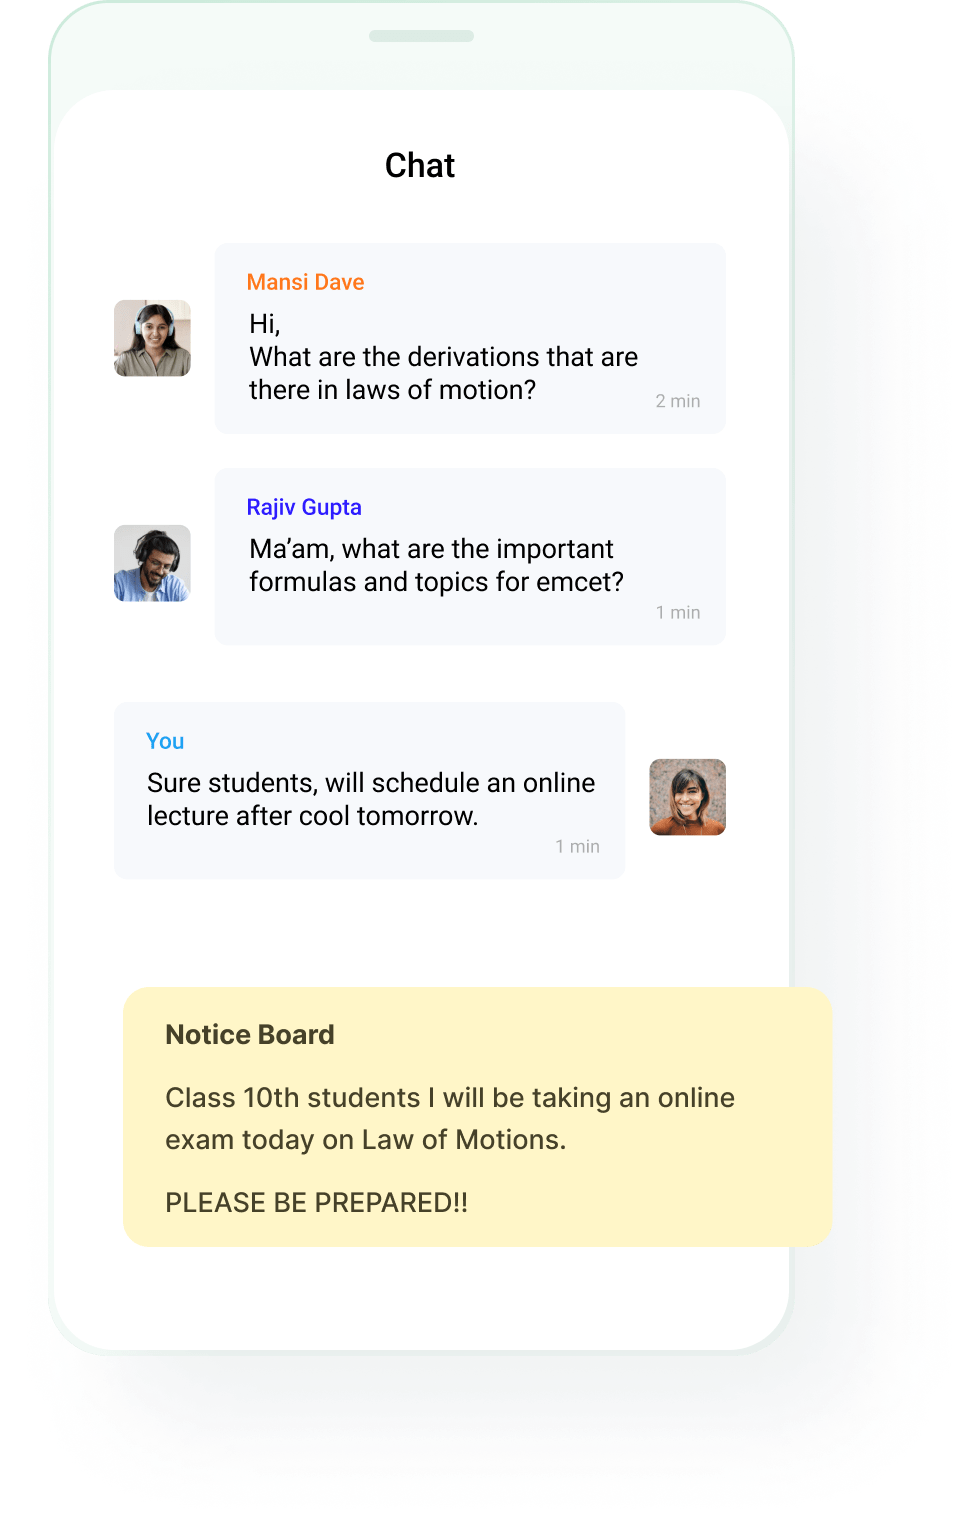 Chat
Mansi Dave
Hi,
What are the derivations that are
there in laws of motion?
2 min
Rajiv Gupta
Ma’am, what are the important
formulas and topics for emcet?
1 min
You
Sure students, will schedule an online
lecture after cool tomorrow.
1 min
Notice Board
Class 10th students I will be taking an online
exam today on Law of Motions.
PLEASE BE PREPARED!!